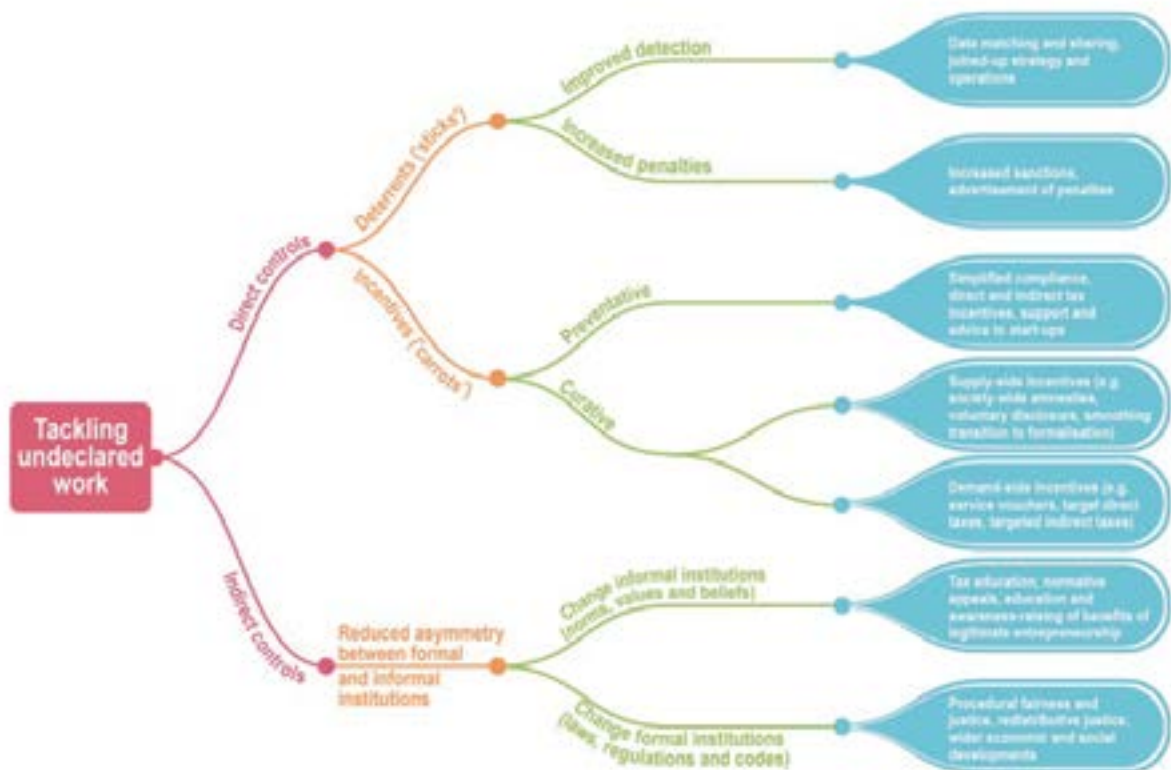 Tackling
undeclared
work
Direct controls
Deterrents ('sticks')
Improved detection
Data matching and sharing,
joined-up strategy and
operations
Increased penalties
Increased sanctions,
advertisement of penalties
Incentives ('carrots')
Preventative
Simplified compliance,
direct and indirect tax
incentives, support and
advice to start-ups
Curative
Supply-side incentives (e.g.
society-wide amnesties,
voluntary disclosure, smoothing
transition to formalisation)
Demand-side incentives (e.g.
service vouchers, target direct
taxes, targeted indirect taxes)
Indirect controls
Reduced asymmetry
between formal
and informal
institutions
Change informal institutions
(norms, values and beliefs)
Tax education, normative
appeals, education and
awareness-raising of benefits of
legitimate entrepreneurship
Change formal institutions
(laws, regulations and codes)
Procedural fairness and
justice, redistributive justice,
wider economic and social
developments